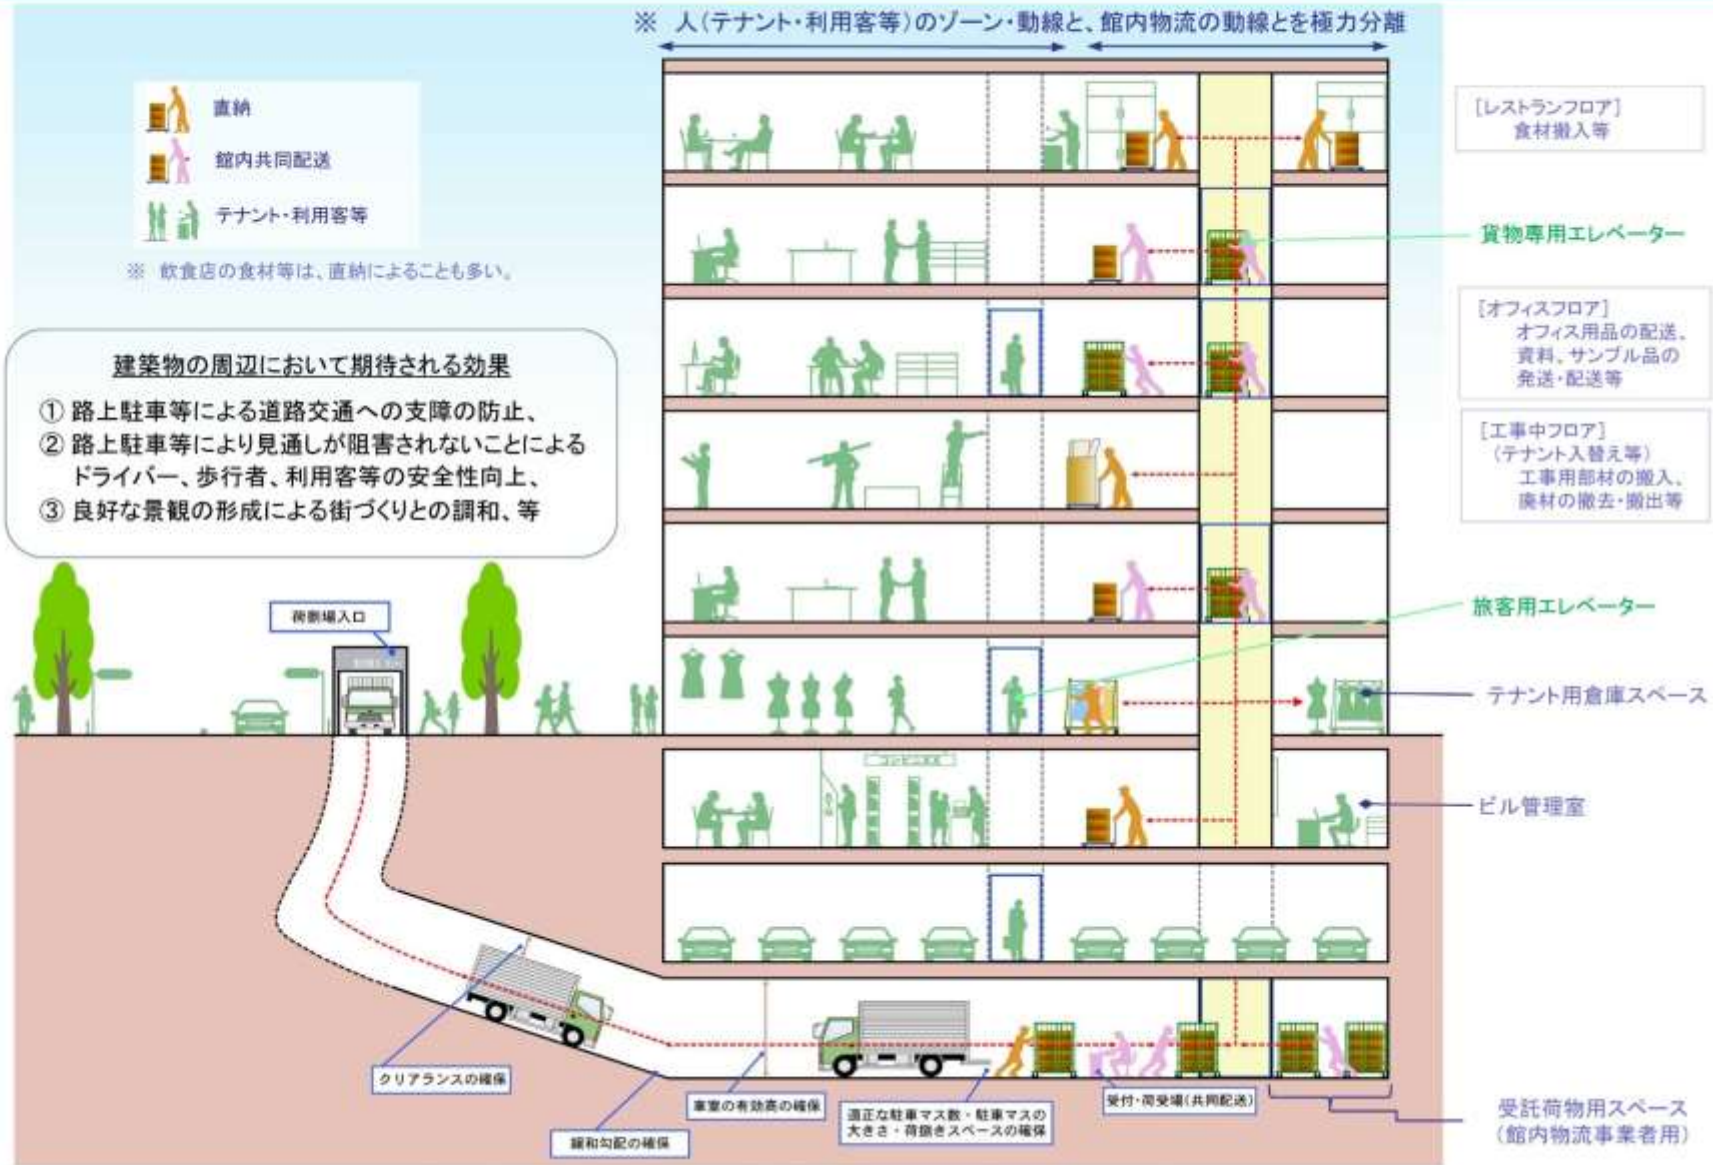 ※ 人(テナント・利用客等)のゾーン・動線と、館内物流の動線とを極力分離
直納
館内共同配送
テナント・利用客等
※ 飲食店の食材等は、直納によることも多い。
建築物の周辺において期待される効果
① 路上駐車等による道路交通への支障の防止、
② 路上駐車等により見通しが阻害されないことによる
ドライバー、歩行者、利用客等の安全性向上、
③ 良好な景観の形成による街づくりとの調和、等
[レストランフロア]
食材搬入等
貨物専用エレベーター
[オフィスフロア]
オフィス用品の配送、
資料、サンプル品の
発送・配送等
[工事中フロア]
(テナント入替え等)
工事用部材の搬入、
廃材の撤去・搬出等
旅客用エレベーター
荷捌場入口
テナント用倉庫スペース
コンビニエンス
ビル管理室
クリアランスの確保
緩和勾配の確保
車室の有効高の確保
適正な駐車マス数・駐車マスの
大きさ・荷捌きスペースの確保
受付・荷受場(共同配送)
受託荷物用スペース
(館内物流事業者用)